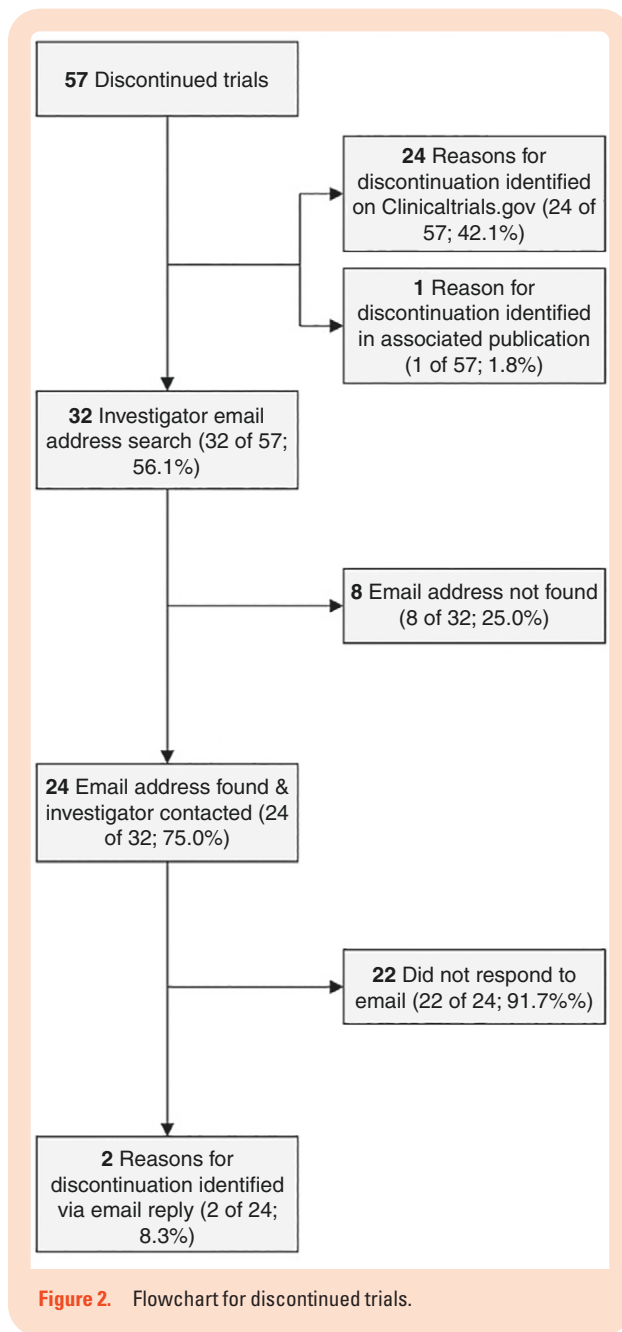 57 Discontinued trials
24 Reasons for
discontinuation identified
on Clinicaltrials.gov (24 of
57; 42.1%)
1 Reason for
discontinuation identified
in associated publication
(1 of 57; 1.8%)
32 Investigator email
address search (32 of 57;
56.1%)
8 Email address not found
(8 of 32; 25.0%)
24 Email address found &
investigator contacted (24
of 32; 75.0%)
22 Did not respond to
email (22 of 24; 91.7%%)
2 Reasons for
discontinuation identified
via email reply (2 of 24;
8.3%)
Figure 2. Flowchart for discontinued trials.